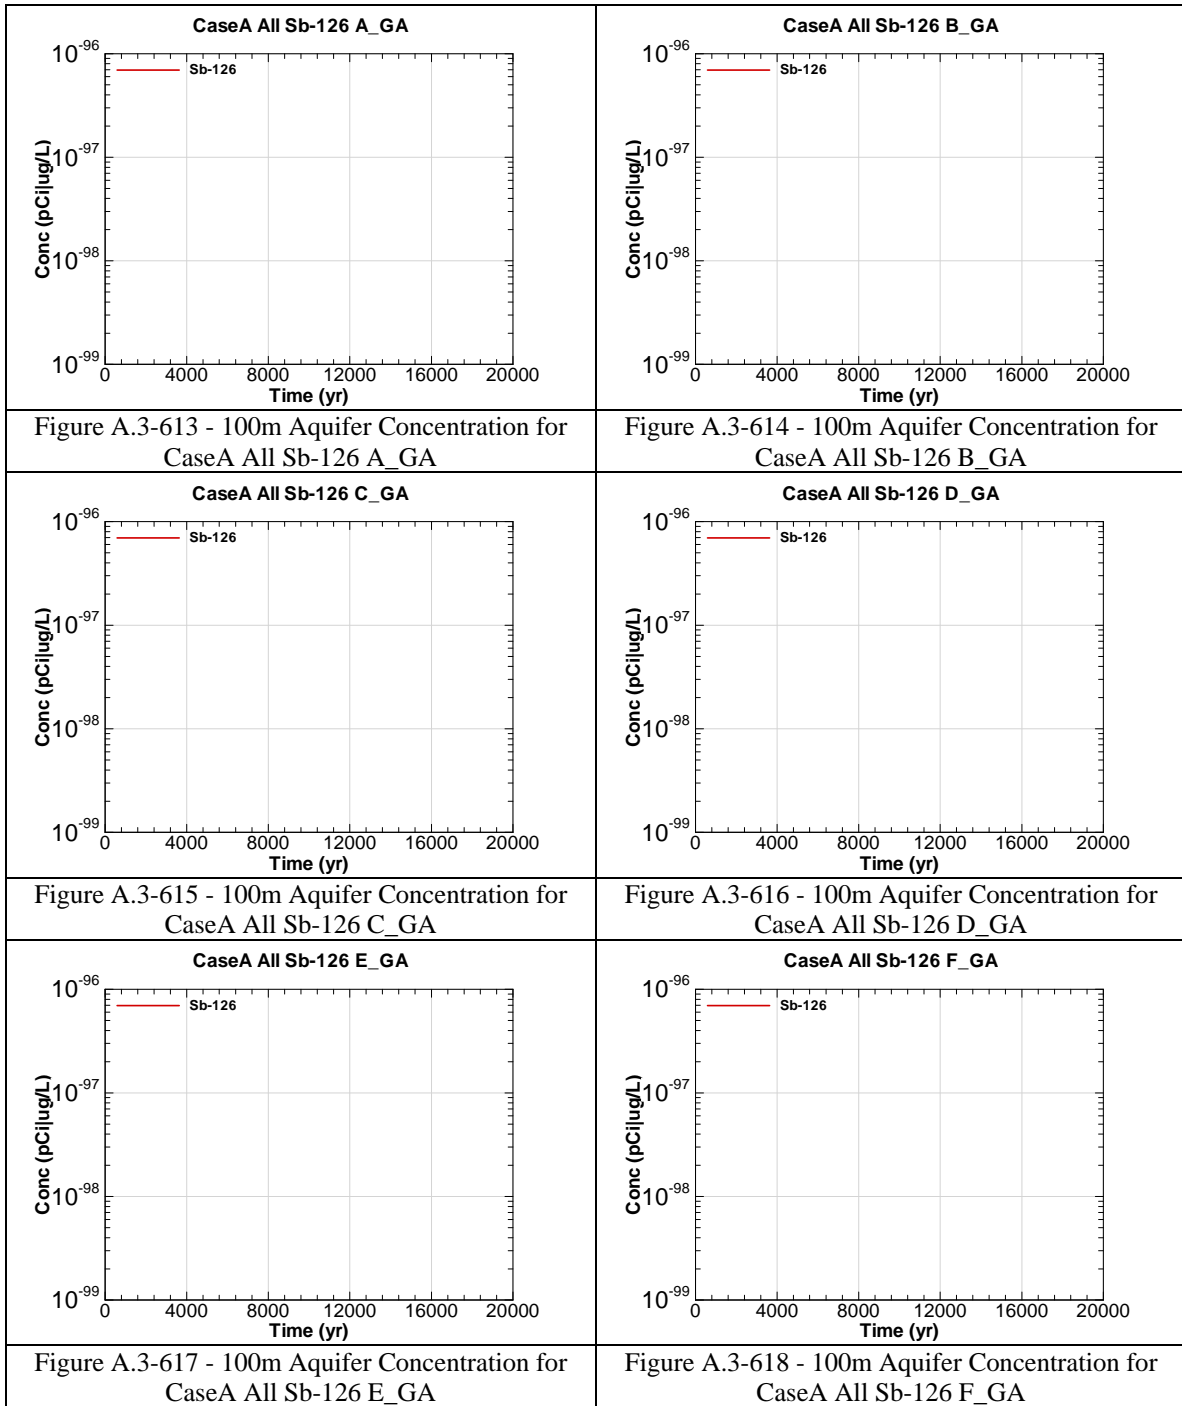 CaseA All Sb-126 A_GA
10^-96
Sb-126
10^-97
Conc (pCi|ug/L)
10^-98
10^-99
0 4000 8000 12000 16000 20000
Time (yr)
Figure A.3-613 - 100m Aquifer Concentration for
CaseA All Sb-126 A_GA
CaseA All Sb-126 B_GA
10^-96
Sb-126
10^-97
Conc (pCi|ug/L)
10^-98
10^-99
0 4000 8000 12000 16000 20000
Time (yr)
Figure A.3-614 - 100m Aquifer Concentration for
CaseA All Sb-126 B_GA
CaseA All Sb-126 C_GA
10^-96
Sb-126
10^-97
Conc (pCi|ug/L)
10^-98
10^-99
0 4000 8000 12000 16000 20000
Time (yr)
Figure A.3-615 - 100m Aquifer Concentration for
CaseA All Sb-126 C_GA
CaseA All Sb-126 D_GA
10^-96
Sb-126
10^-97
Conc (pCi|ug/L)
10^-98
10^-99
0 4000 8000 12000 16000 20000
Time (yr)
Figure A.3-616 - 100m Aquifer Concentration for
CaseA All Sb-126 D_GA
CaseA All Sb-126 E_GA
10^-96
Sb-126
10^-97
Conc (pCi|ug/L)
10^-98
10^-99
0 4000 8000 12000 16000 20000
Time (yr)
Figure A.3-617 - 100m Aquifer Concentration for
CaseA All Sb-126 E_GA
CaseA All Sb-126 F_GA
10^-96
Sb-126
10^-97
Conc (pCi|ug/L)
10^-98
10^-99
0 4000 8000 12000 16000 20000
Time (yr)
Figure A.3-618 - 100m Aquifer Concentration for
CaseA All Sb-126 F_GA